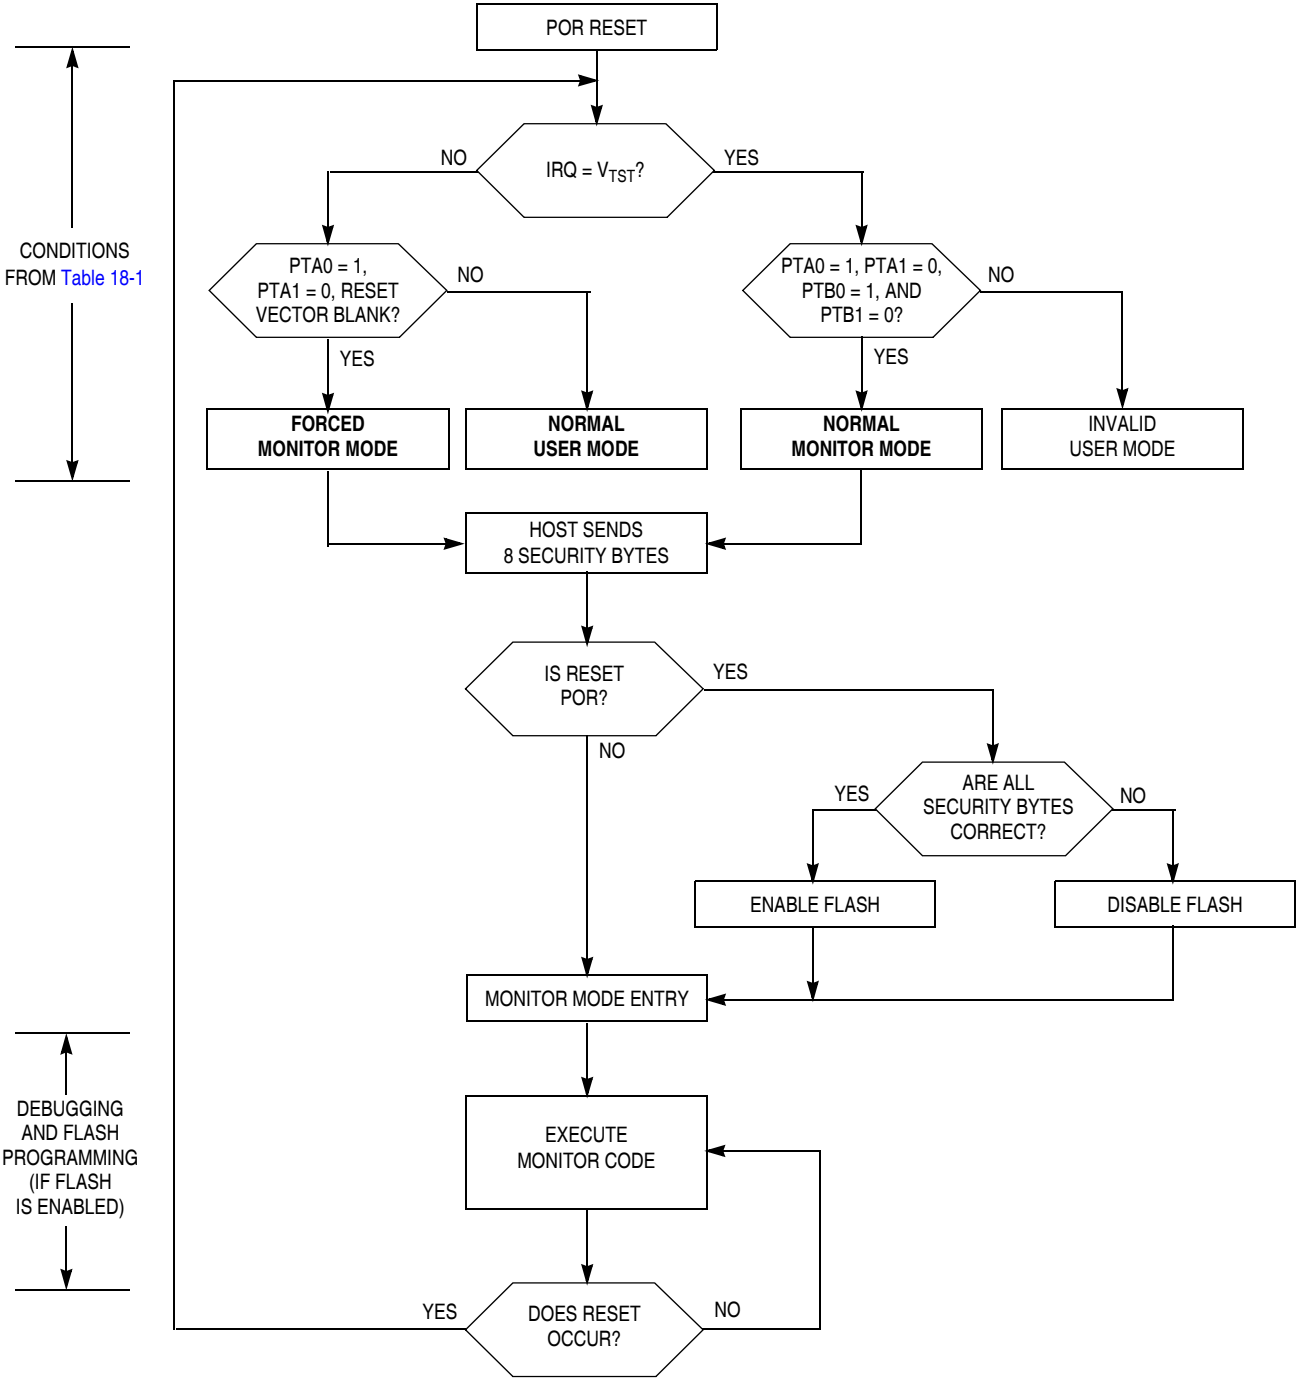 POR RESET
IRQ = VTST?
NO
YES
CONDITIONS
FROM Table 18-1
PTA0 = 1,
PTA1 = 0, RESET
VECTOR BLANK?
NO
YES
PTA0 = 1, PTA1 = 0,
PTB0 = 1, AND
PTB1 = 0?
NO
YES
FORCED
MONITOR MODE
NORMAL
USER MODE
NORMAL
MONITOR MODE
INVALID
USER MODE
HOST SENDS
8 SECURITY BYTES
IS RESET
POR?
YES
NO
ARE ALL
SECURITY BYTES
CORRECT?
YES
NO
ENABLE FLASH
DISABLE FLASH
MONITOR MODE ENTRY
DEBUGGING
AND FLASH
PROGRAMMING
(IF FLASH
IS ENABLED)
EXECUTE
MONITOR CODE
DOES RESET
OCCUR?
YES
NO